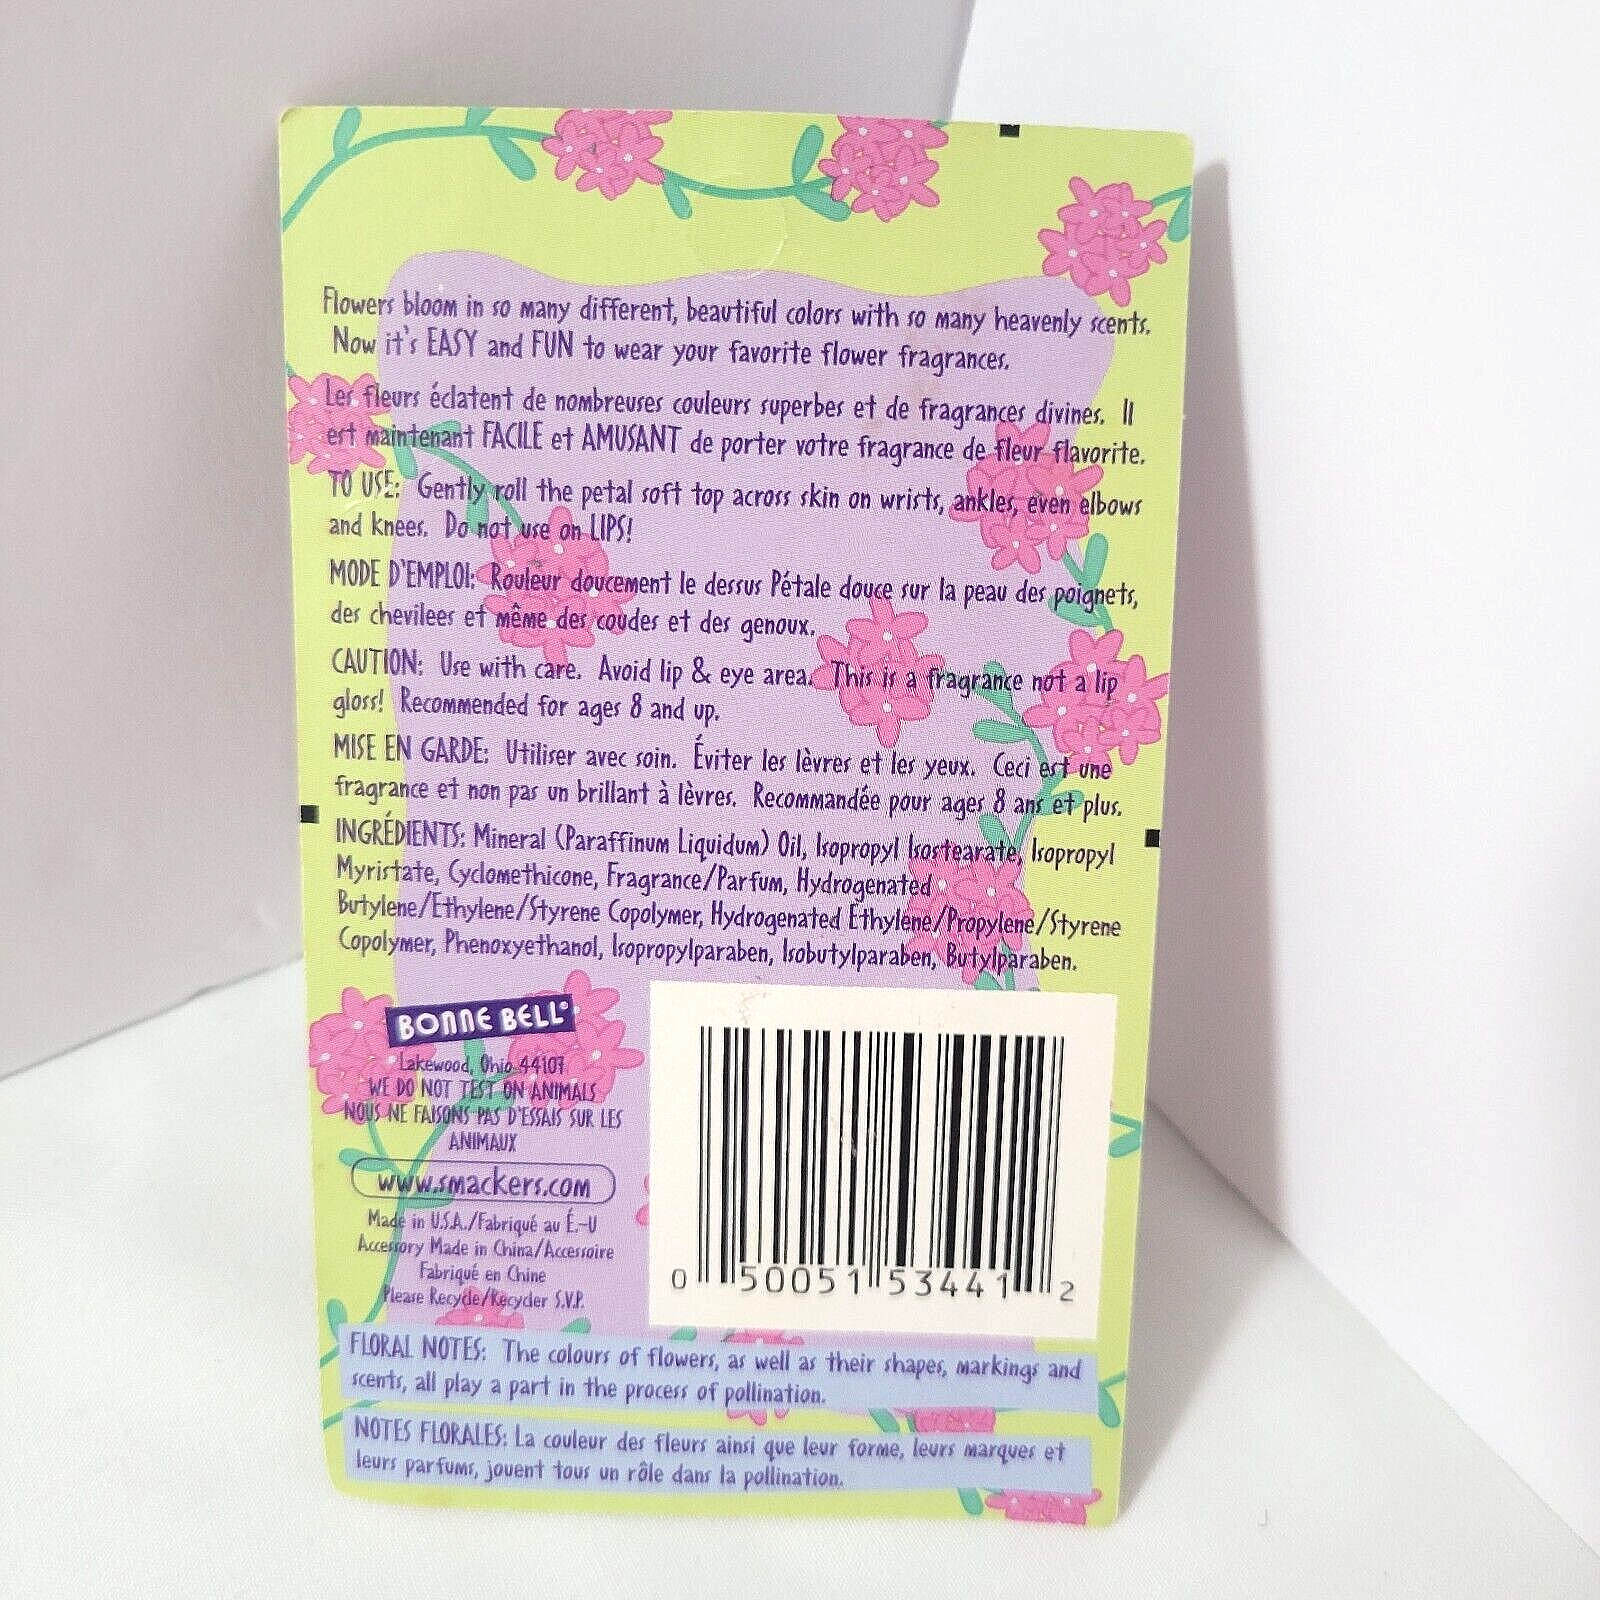 Flowers bloom in so many different, beautiful colors with so many heavenly scents.
Now it's EASY and FUN to wear your favorite flower fragrances.
Les fleurs éclatent de nombreuses couleurs superbes et de fragrances divines. Il
est maintenant FACILE et AMUSANT de porter votre fragrance de fleur flavorite.
TO USE: Gently roll the petal soft top across skin on wrists, ankles, even elbows
and knees. Do not use on LIPS!
MODE D'EMPLOI: Rouleur doucement le dessus Pétale douce sur la peau des poignets,
des chevilees et même des coudes et des genoux.
CAUTION: Use with care. Avoid lip & eye area. This is a fragrance not a lip
gloss! Recommended for ages 8 and up.
MISE EN GARDE: Utiliser avec soin. Éviter les lèvres et les yeux. Ceci est une
fragrance et non pas un brillant à lèvres. Recommandée pour ages 8 ans et plus.
INGRÉDIENTS: Mineral (Paraffinum Liquidum) Oil, Isopropyl Isostearate, Isopropyl
Myristate, Cyclomethicone, Fragrance/Parfum, Hydrogenated
Butylene/Ethylene/Styrene Copolymer, Hydrogenated Ethylene/Propylene/Styrene
Copolymer, Phenoxyethanol, Isopropylparaben, Isobutylparaben, Butylparaben.
BONNE BELL®
Lakewood, Ohio 44107
WE DO NOT TEST ON ANIMALS
NOUS NE FAISONS PAS D'ESSAIS SUR LES
ANIMAUX
www.smackers.com
Made in U.S.A./Fabriqué au É.-U
Accessory Made in China/Accessoire
Fabriqué en Chine
Please Recycle/Recycler S.V.P.
0 50051 53441 2
FLORAL NOTES: The colours of flowers, as well as their shapes, markings and
scents, all play a part in the process of pollination.
NOTES FLORALES: La couleur des fleurs ainsi que leur forme, leurs marques et
leurs parfums, jouent tous un rôle dans la pollination.